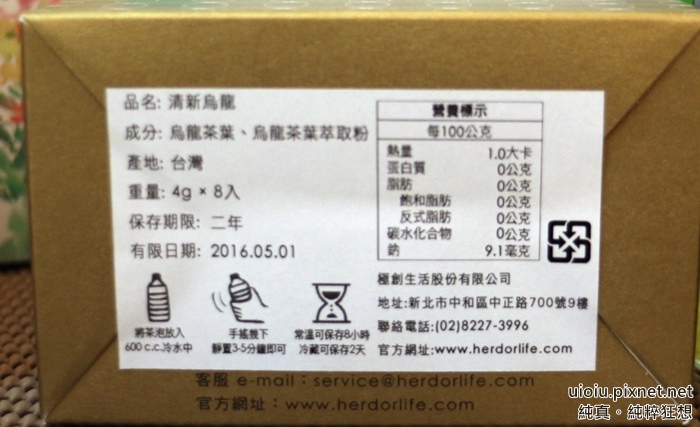 品名: 清新烏龍
成分: 烏龍茶葉、烏龍茶葉萃取粉
產地: 台灣
重量: 4g × 8入
保存期限: 二年
有限日期: 2016.05.01
營養標示
每100公克
熱量 1.0大卡
蛋白質 0公克
脂肪 0公克
飽和脂肪 0公克
反式脂肪 0公克
碳水化合物 0公克
鈉 9.1毫克
將茶泡放入
600 c.c.冷水中
手搖幾下
靜置3-5分鐘即可
常溫可保存8小時
冷藏可保存2天
極創生活股份有限公司
地址:新北市中和區中正路700號9樓
聯絡電話:(02)8227-3996
官方網址:www.herdorlife.com
客服 e-mail：service@herdorlife.com
官方網址：www.herdorlife.com
uioiu.pixnet.net
純真。純粹狂想